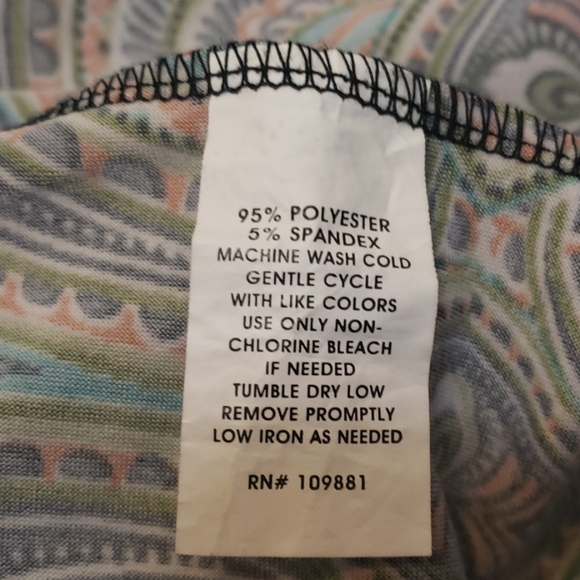 95% POLYESTER
5% SPANDEX
MACHINE WASH COLD
GENTLE CYCLE
WITH LIKE COLORS
USE ONLY NON-
CHLORINE BLEACH
IF NEEDED
TUMBLE DRY LOW
REMOVE PROMPTLY
LOW IRON AS NEEDED
RN# 109881